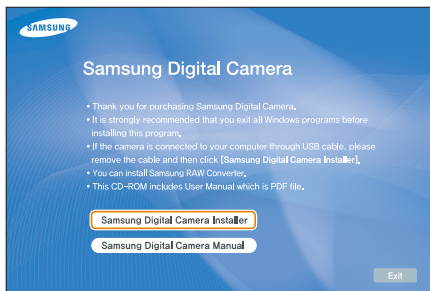 SAMSUNG
Samsung Digital Camera
• Thank you for purchasing Samsung Digital Camera.
• It is strongly recommended that you exit all Windows programs before
installing this program.
• If the camera is connected to your computer through USB cable, please
remove the cable and then click [Samsung Digital Camera Installer].
• You can install Samsung RAW Converter.
• This CD-ROM includes User Manual which is PDF file.
Samsung Digital Camera Installer
Samsung Digital Camera Manual
Exit